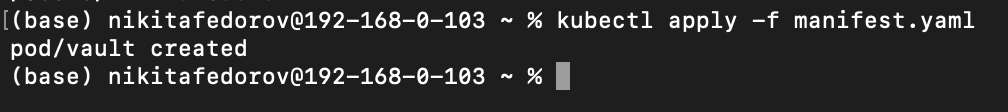 [(base) nikitafedorov@192-168-0-103 ~ % kubectl apply -f manifest.yaml
pod/vault created
(base) nikitafedorov@192-168-0-103 ~ %